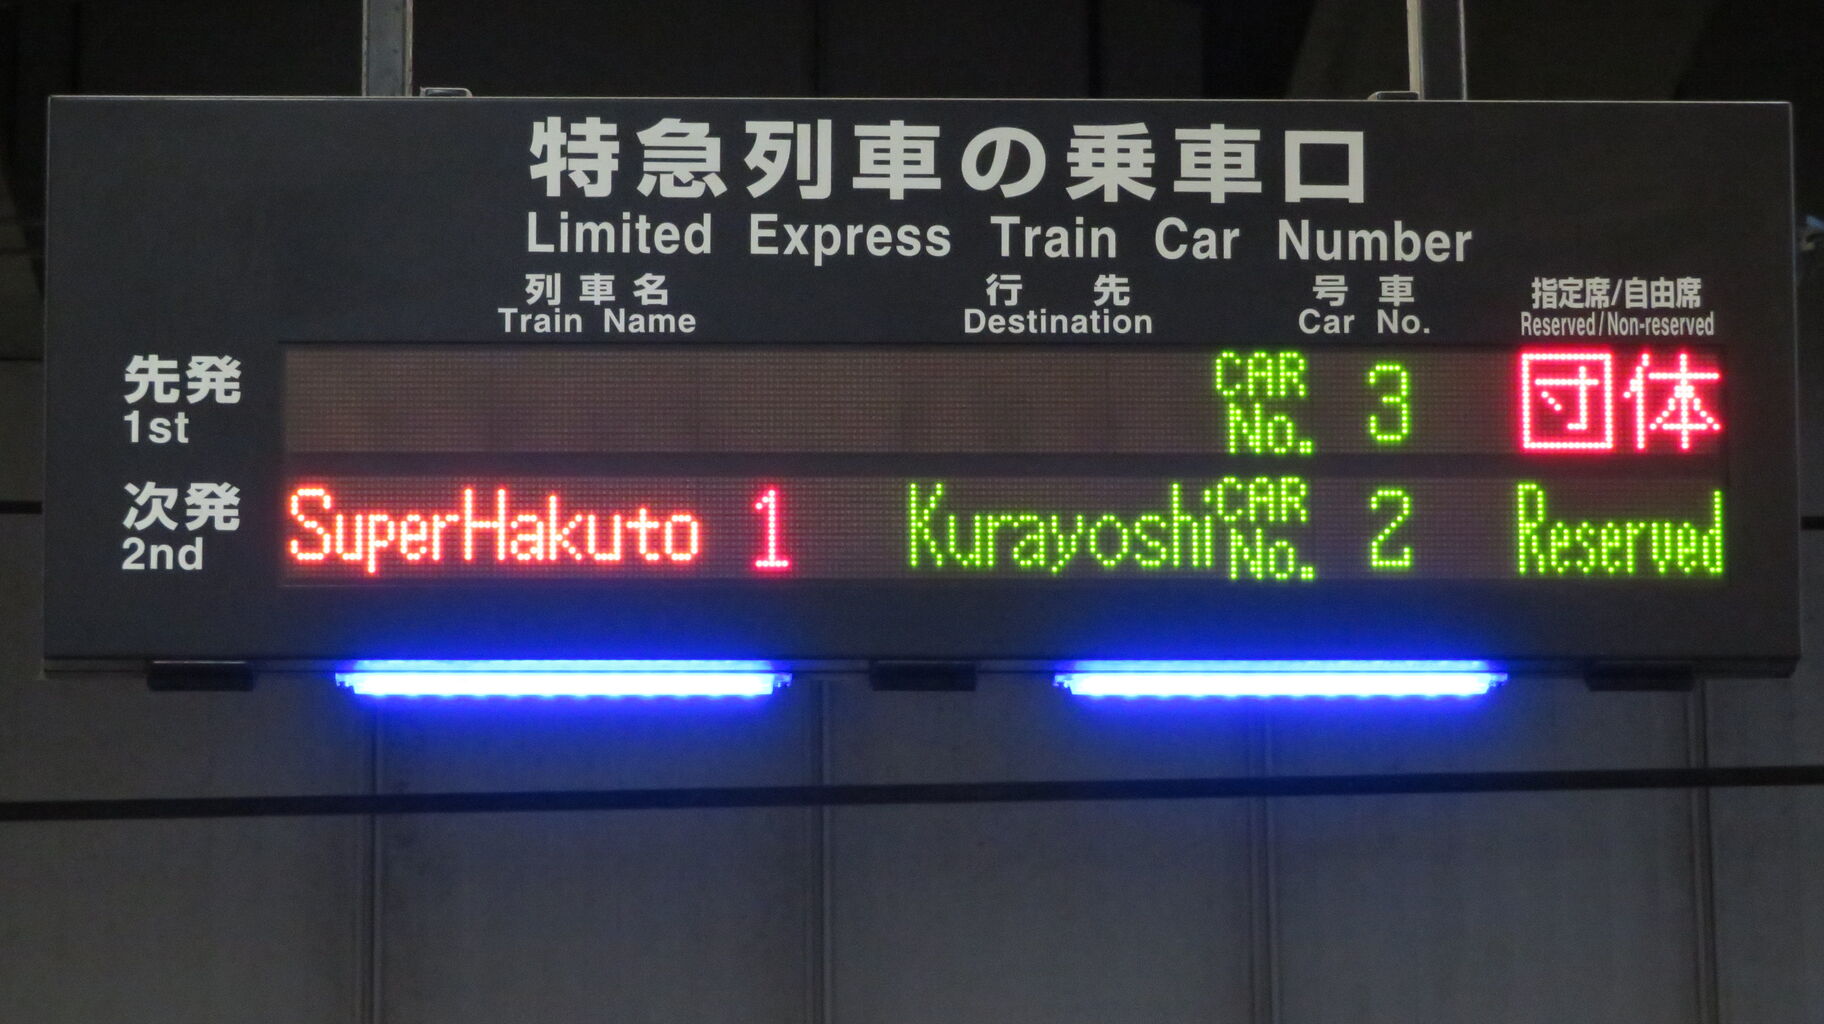 特急列車の乗車口
Limited Express Train Car Number
列車名 行先 号車 指定席/自由席
Train Name Destination Car No. Reserved/Non-reserved
先発 CAR No. 3 団体
1st
次発 SuperHakuto 1 Kurayoshi CAR No. 2 Reserved
2nd